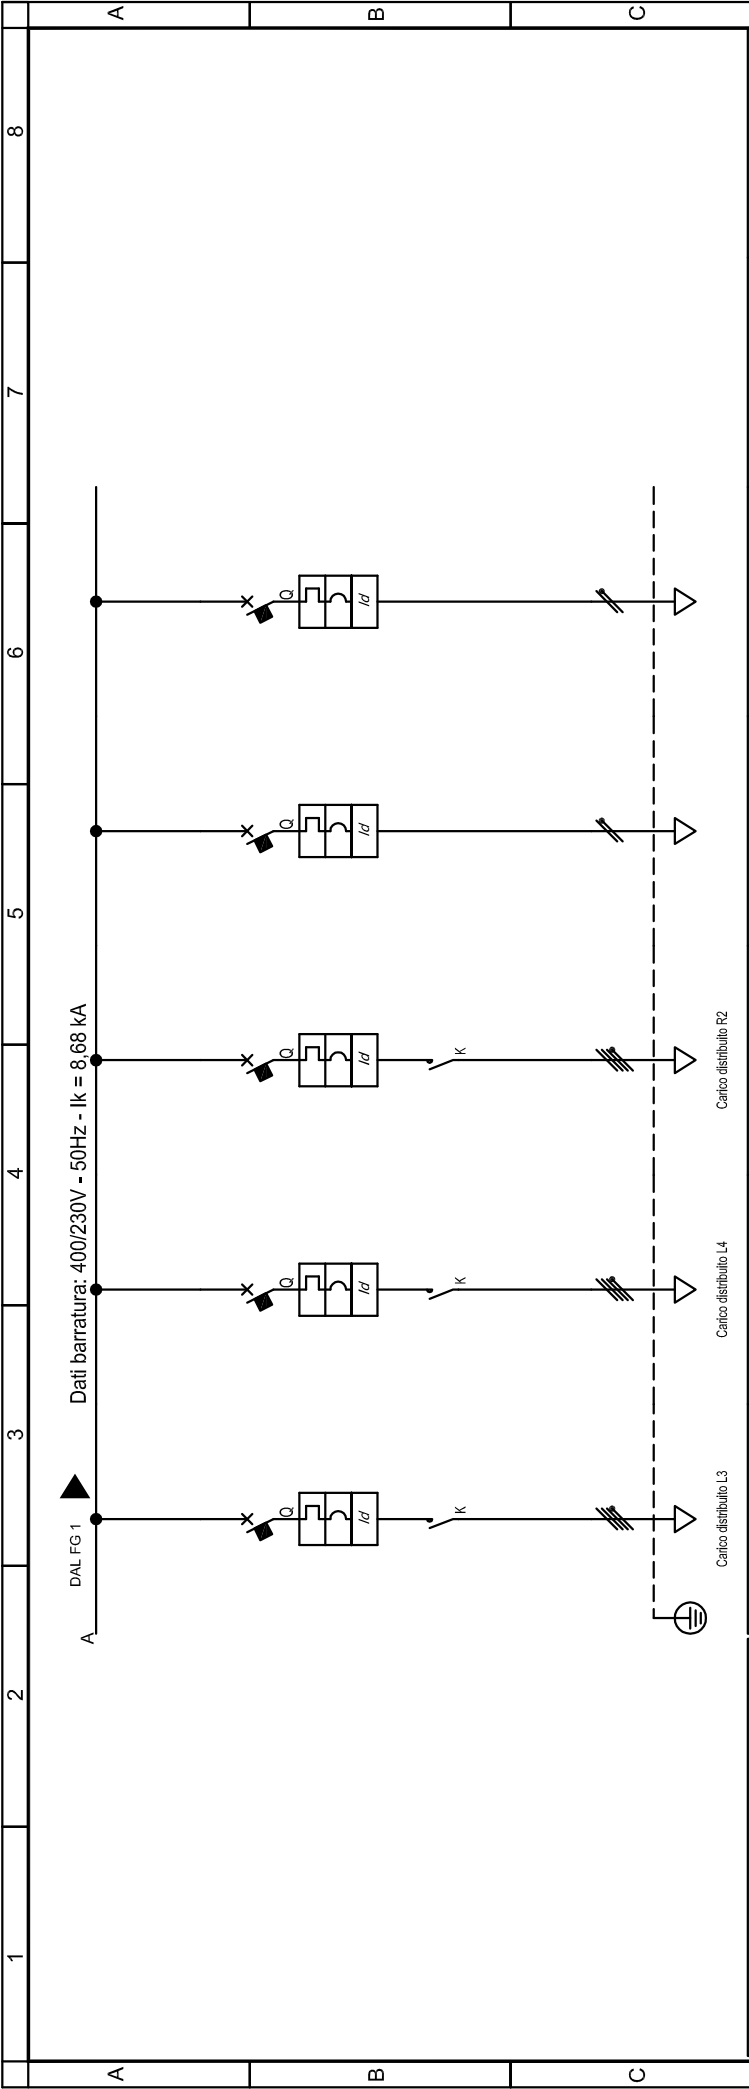 1 2 3 4 5 6 7 8
A A
B B
C C
DAL FG 1
Dati barratura: 400/230V - 50Hz - Ik = 8,68 kA
A
Q Q Q Q Q
Id Id Id Id Id
K K K
Carico distribuito L3
Carico distribuito L4
Carico distribuito R2